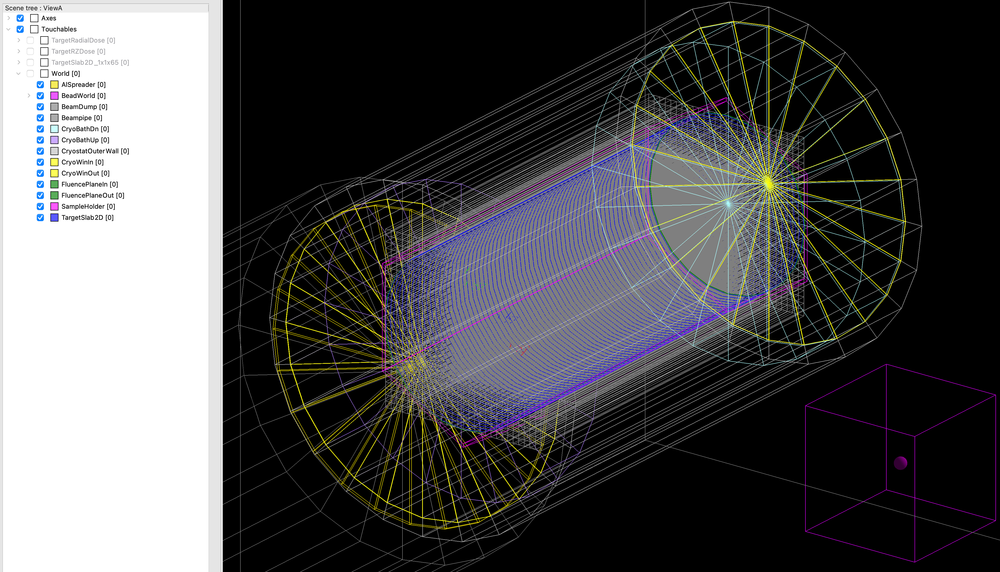 Scene tree : ViewA
Axes
Touchables
TargetRadialDose [0]
TargetRZDose [0]
TargetSlab2D_1x1x65 [0]
World [0]
AlSpreader [0]
BeadWorld [0]
BeamDump [0]
Beampipe [0]
CryoBathDn [0]
CryoBathUp [0]
CryostatOuterWall [0]
CryoWinIn [0]
CryoWinOut [0]
FluencePlaneIn [0]
FluencePlaneOut [0]
SampleHolder [0]
TargetSlab2D [0]